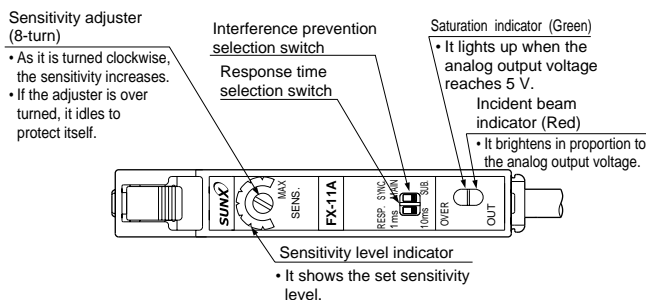 Sensitivity adjuster
(8-turn)
• As it is turned clockwise,
the sensitivity increases.
• If the adjuster is over
turned, it idles to
protect itself.
Interference prevention
selection switch
Response time
selection switch
Saturation indicator (Green)
• It lights up when the
analog output voltage
reaches 5 V.
Incident beam
indicator (Red)
• It brightens in proportion to
the analog output voltage.
SUNX
MAX
SENS.
FX-11A
RESP. SYNC.
1ms MAIN
10ms SUB.
OVER
OUT
Sensitivity level indicator
• It shows the set sensitivity
level.